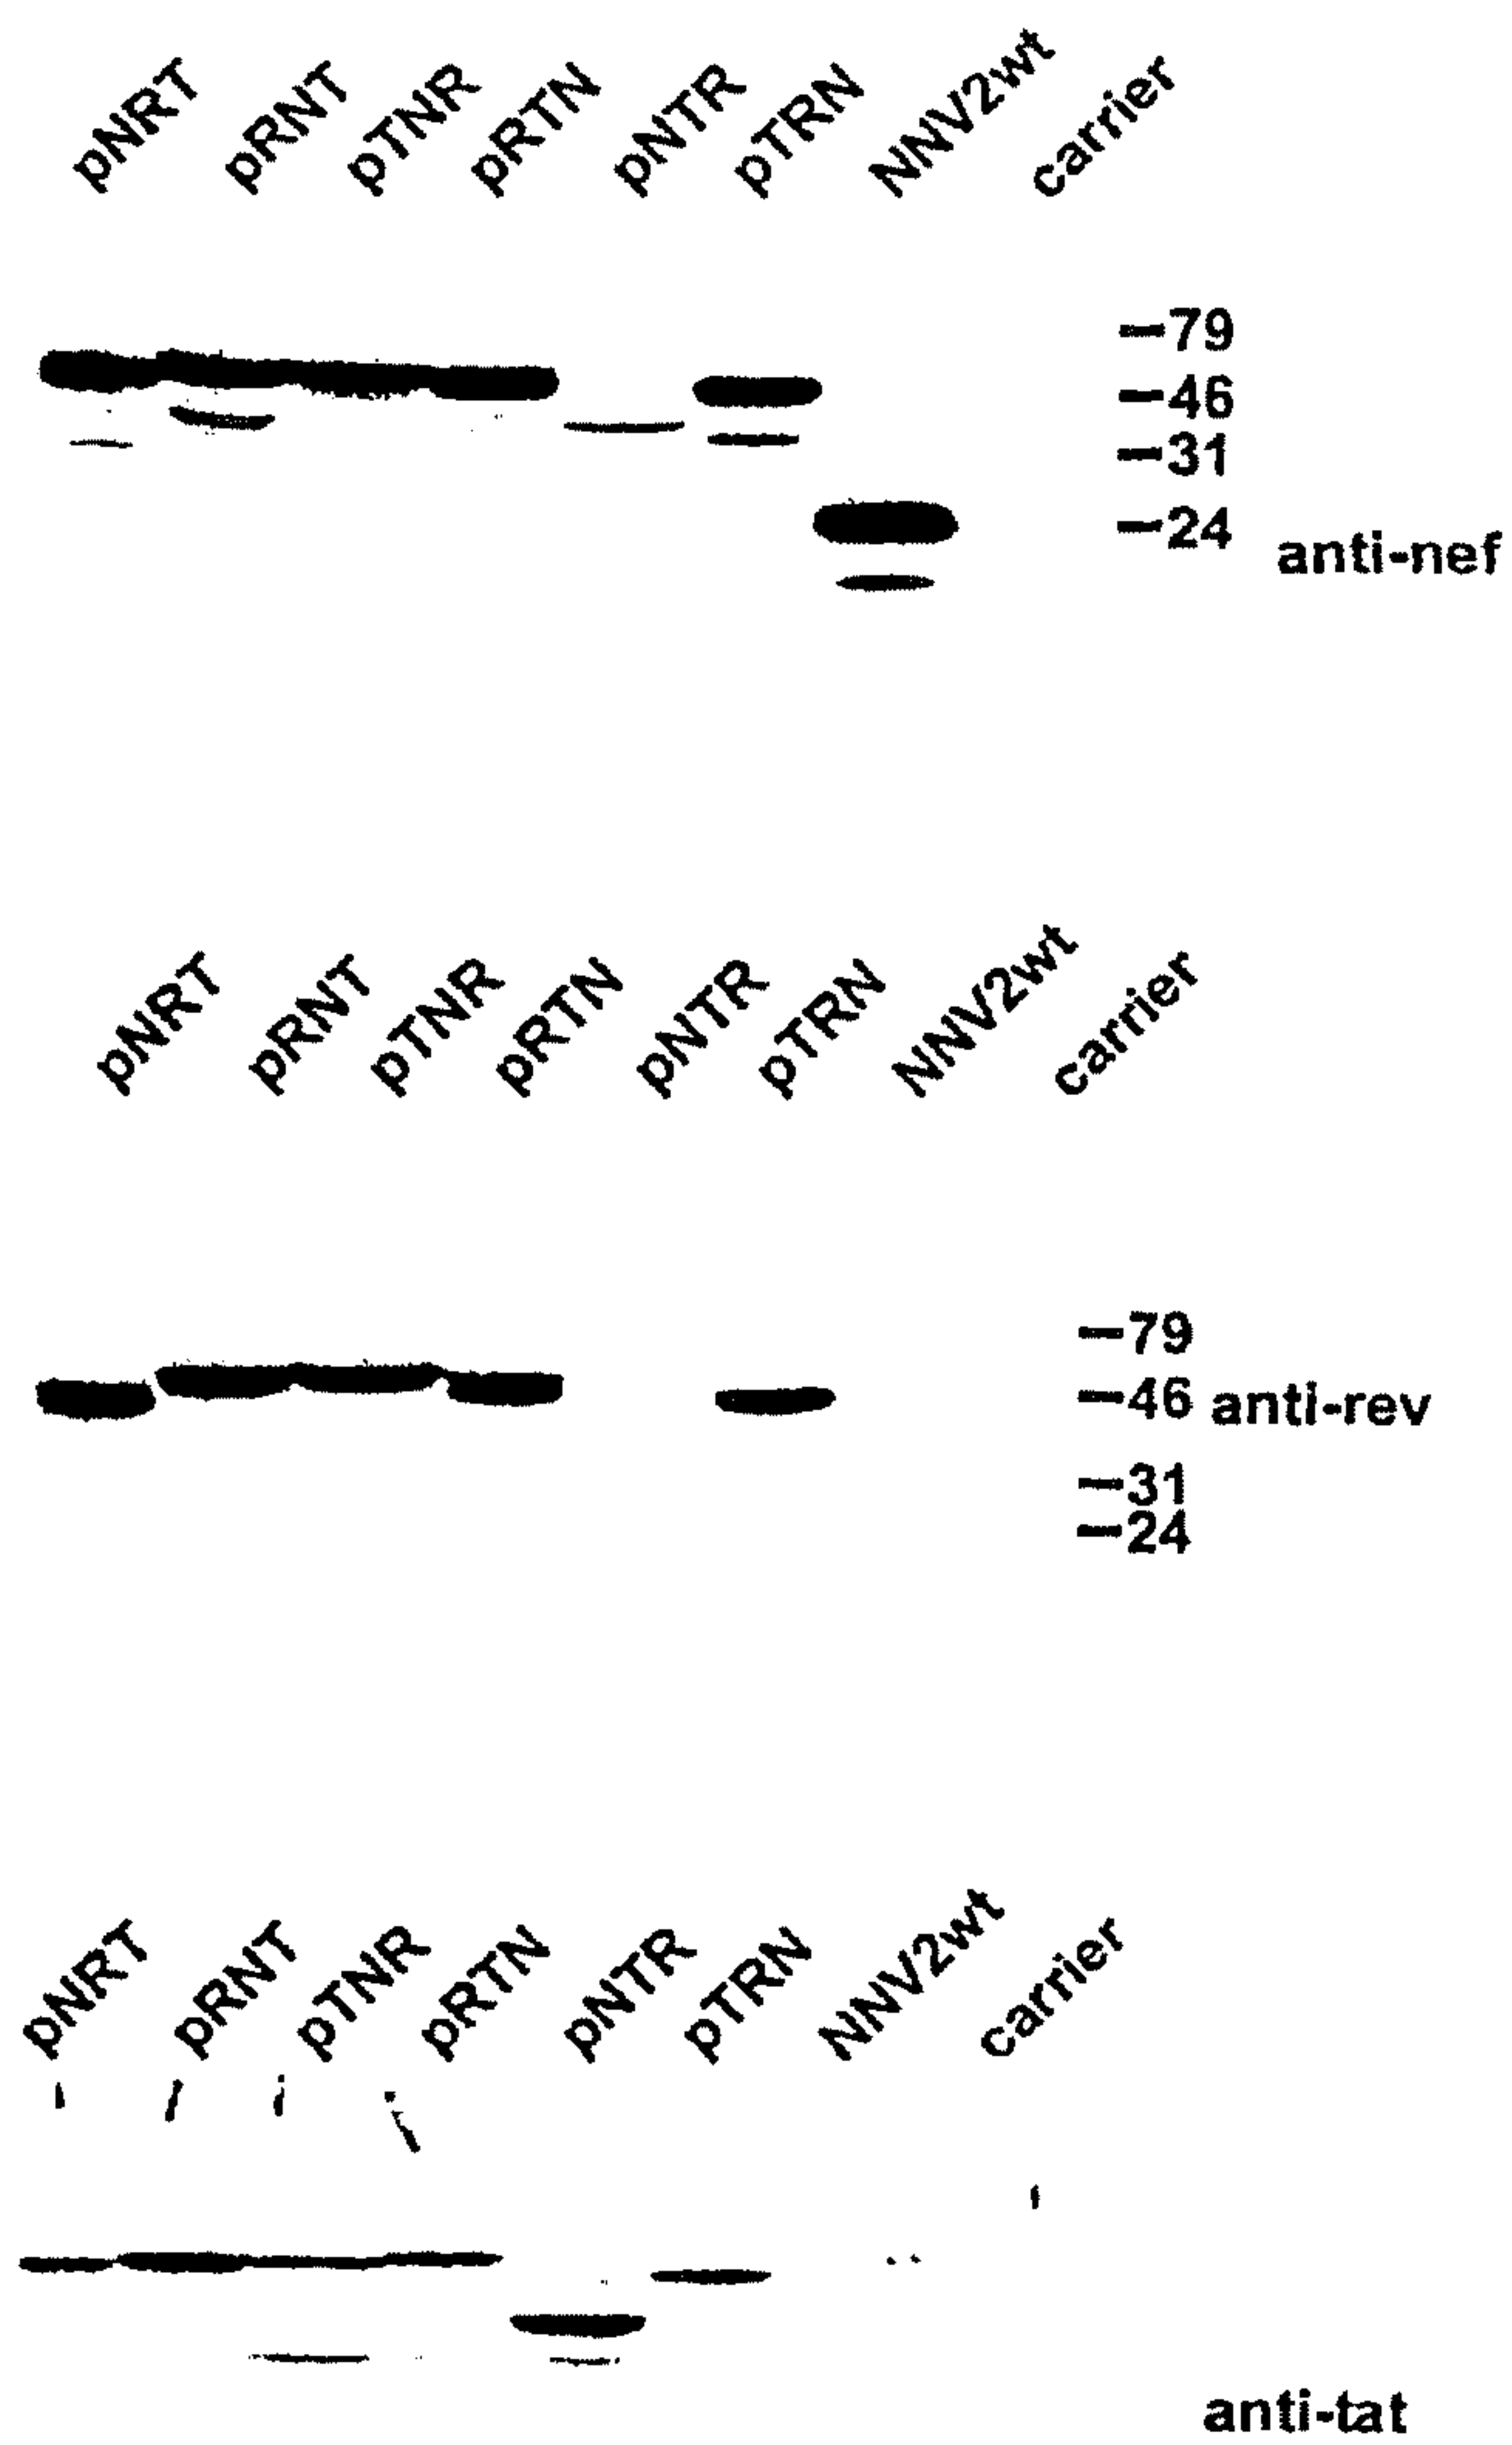 pNRT pRNT pTNR pRTN pNTR pTRN NNV2wt carrier
-79
-46
-31
-24
anti-nef
pNRT pRNT pTNR pRTN pNTR pTRN NNV2wt carrier
-79
-46 anti-rev
-31
-24
pNRT pRNT pTNR pRTN pNTR pTRN NNV2wt carrier
anti-tat